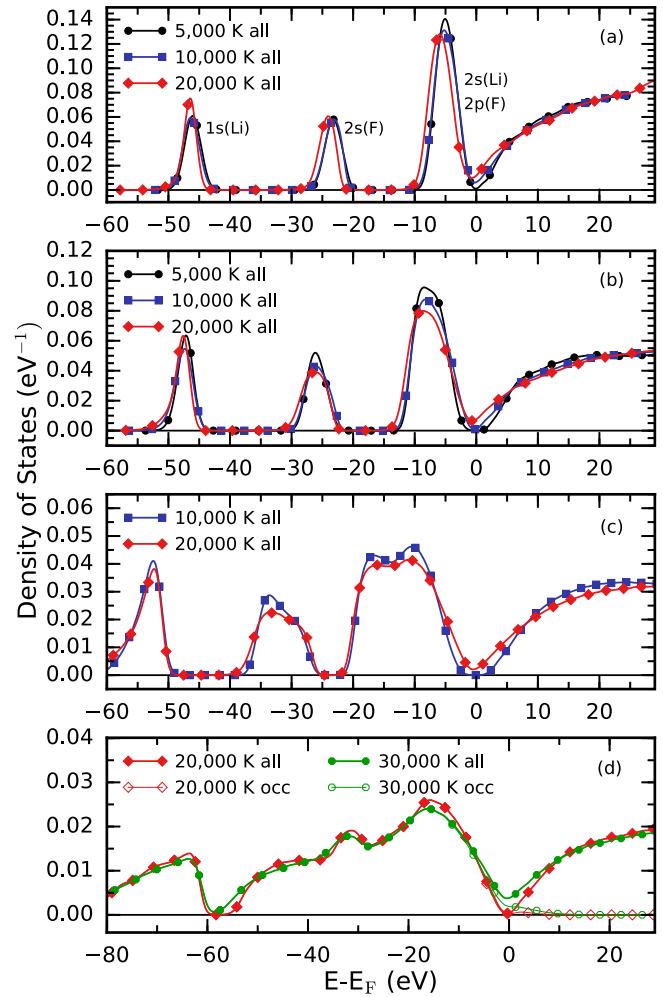 0.14
0.12
0.10
0.08
0.06
0.04
0.02
0.00
5,000 K all
10,000 K all
20,000 K all
1s(Li)
2s(F)
2s(Li)
2p(F)
(a)
−60 −50 −40 −30 −20 −10 0 10 20
0.12
0.10
0.08
0.06
0.04
0.02
0.00
5,000 K all
10,000 K all
20,000 K all
(b)
−60 −50 −40 −30 −20 −10 0 10 20
Density of States (eV⁻¹)
0.06
0.05
0.04
0.03
0.02
0.01
0.00
10,000 K all
20,000 K all
(c)
−60 −50 −40 −30 −20 −10 0 10 20
0.04
0.03
0.02
0.01
0.00
20,000 K all
20,000 K occ
30,000 K all
30,000 K occ
(d)
−80 −60 −40 −20 0 20
E-E_F (eV)